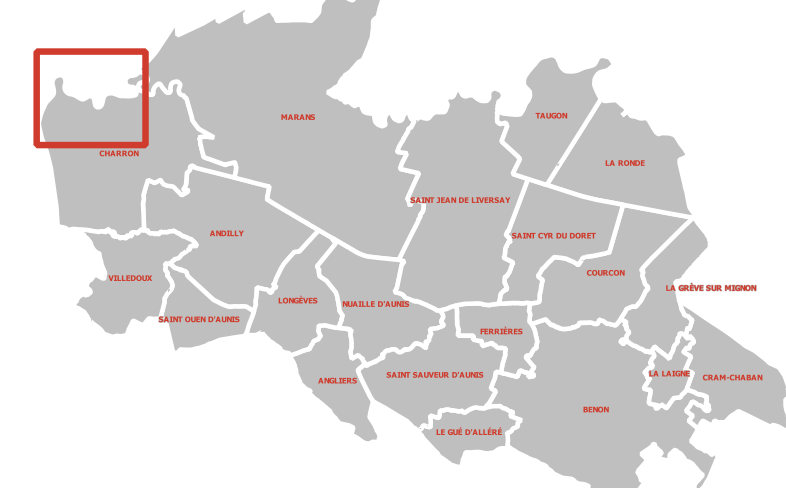 TAUGON
MARANS
CHARRON
LA RONDE
SAINT JEAN DE LIVERSAY
ANDILLY
SAINT CYR DU DORET
COURCON
VILLEDOUX
LA GRÈVE SUR MIGNON
LONGÈVES
NUAILLE D'AUNIS
SAINT OUEN D'AUNIS
FERRIÈRES
LA LAIGNE
SAINT SAUVEUR D'AUNIS
CRAM-CHABAN
ANGLIERS
BENON
LE GUÉ D'ALLÉRÉ